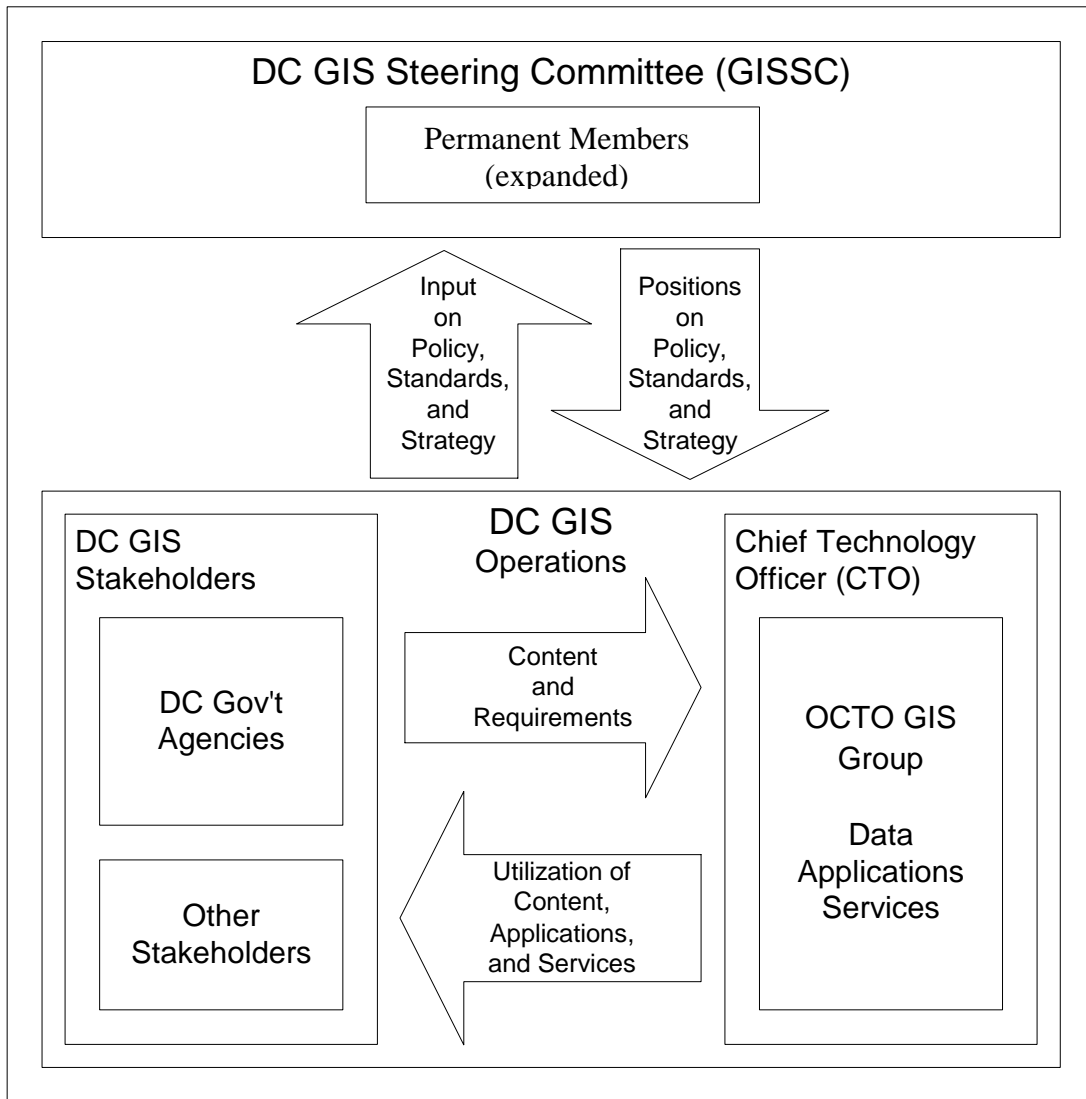 DC GIS Steering Committee (GISSC)
Permanent Members
(expanded)
Input
on
Policy,
Standards,
and
Strategy
Positions
on
Policy,
Standards,
and
Strategy
DC GIS
Operations
DC GIS
Stakeholders
DC Gov't
Agencies
Other
Stakeholders
Content
and
Requirements
Utilization of
Content,
Applications,
and Services
Chief Technology
Officer (CTO)
OCTO GIS
Group
Data
Applications
Services